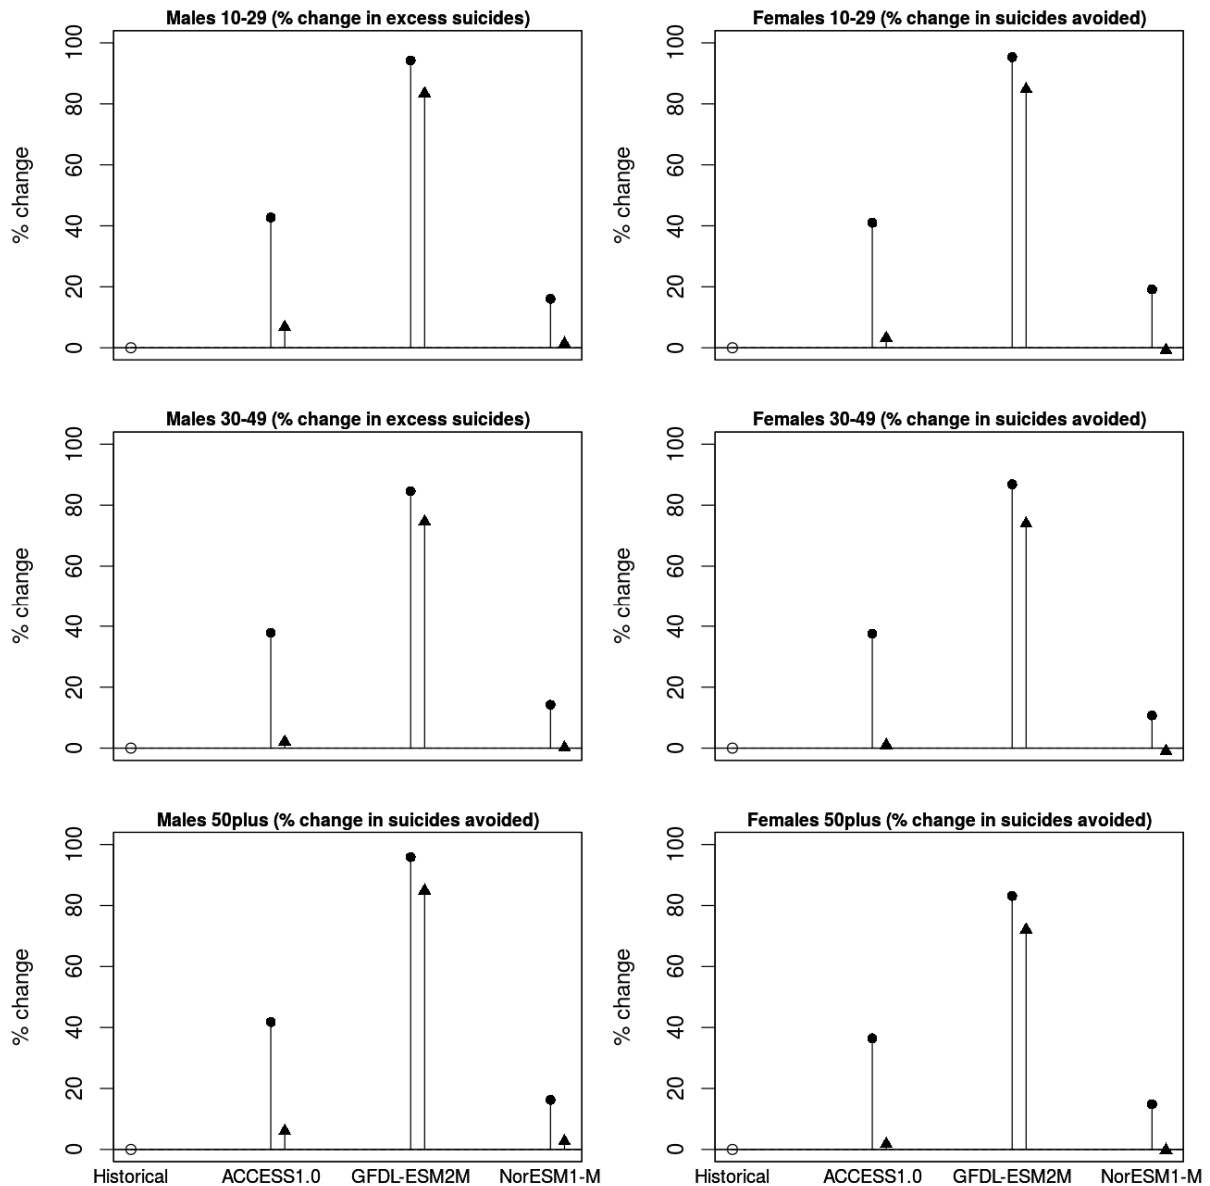 Males 10-29 (% change in excess suicides)
% change
100
80
60
40
20
0
Females 10-29 (% change in suicides avoided)
% change
100
80
60
40
20
0
Males 30-49 (% change in excess suicides)
% change
100
80
60
40
20
0
Females 30-49 (% change in suicides avoided)
% change
100
80
60
40
20
0
Males 50plus (% change in suicides avoided)
% change
100
80
60
40
20
0
Historical ACCESS1.0 GFDL-ESM2M NorESM1-M
Females 50plus (% change in suicides avoided)
% change
100
80
60
40
20
0
Historical ACCESS1.0 GFDL-ESM2M NorESM1-M